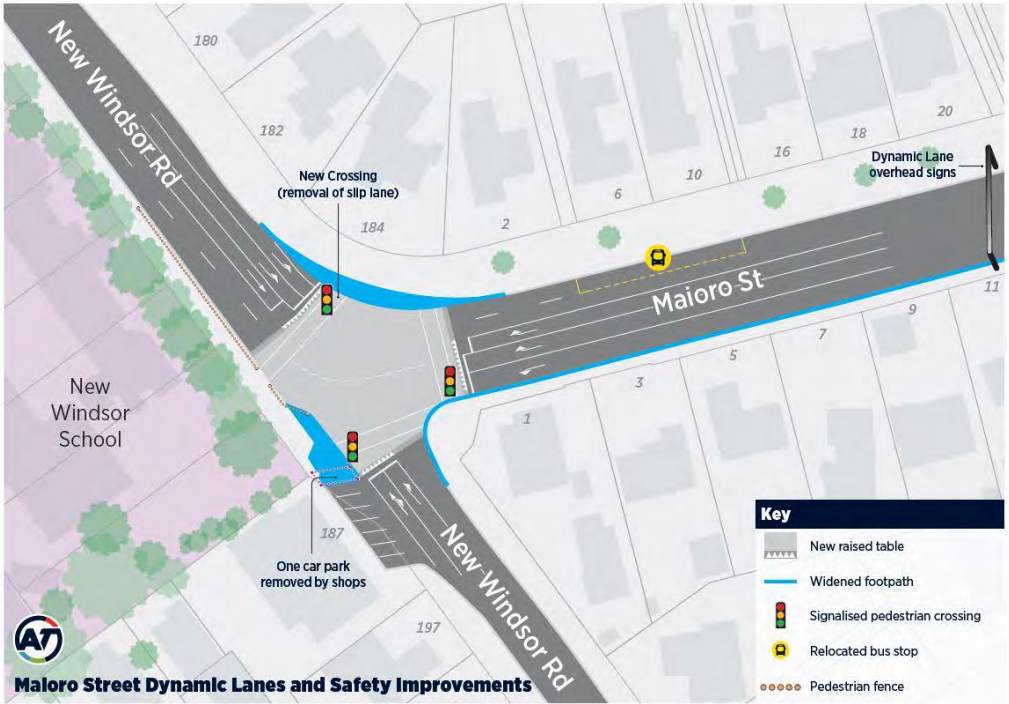 New Windsor Rd
180
182
New Crossing
(removal of slip lane)
184
2
6
10
16
18
20
Dynamic Lane
overhead signs
Maioro St
11
9
7
5
3
1
New
Windsor
School
187
One car park
removed by shops
197
New Windsor Rd
Key
New raised table
Widened footpath
Signalised pedestrian crossing
Relocated bus stop
Pedestrian fence
AT
Maioro Street Dynamic Lanes and Safety Improvements